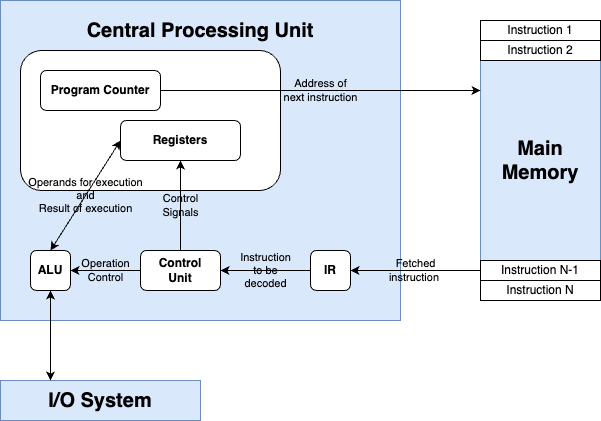 Central Processing Unit
Instruction 1
Instruction 2
Program Counter
Address of
next instruction
Registers
Main
Memory
Operands for execution
and
Result of execution
Control
Signals
ALU
Operation
Control
Control
Unit
Instruction
to be
decoded
IR
Fetched
instruction
Instruction N-1
Instruction N
I/O System